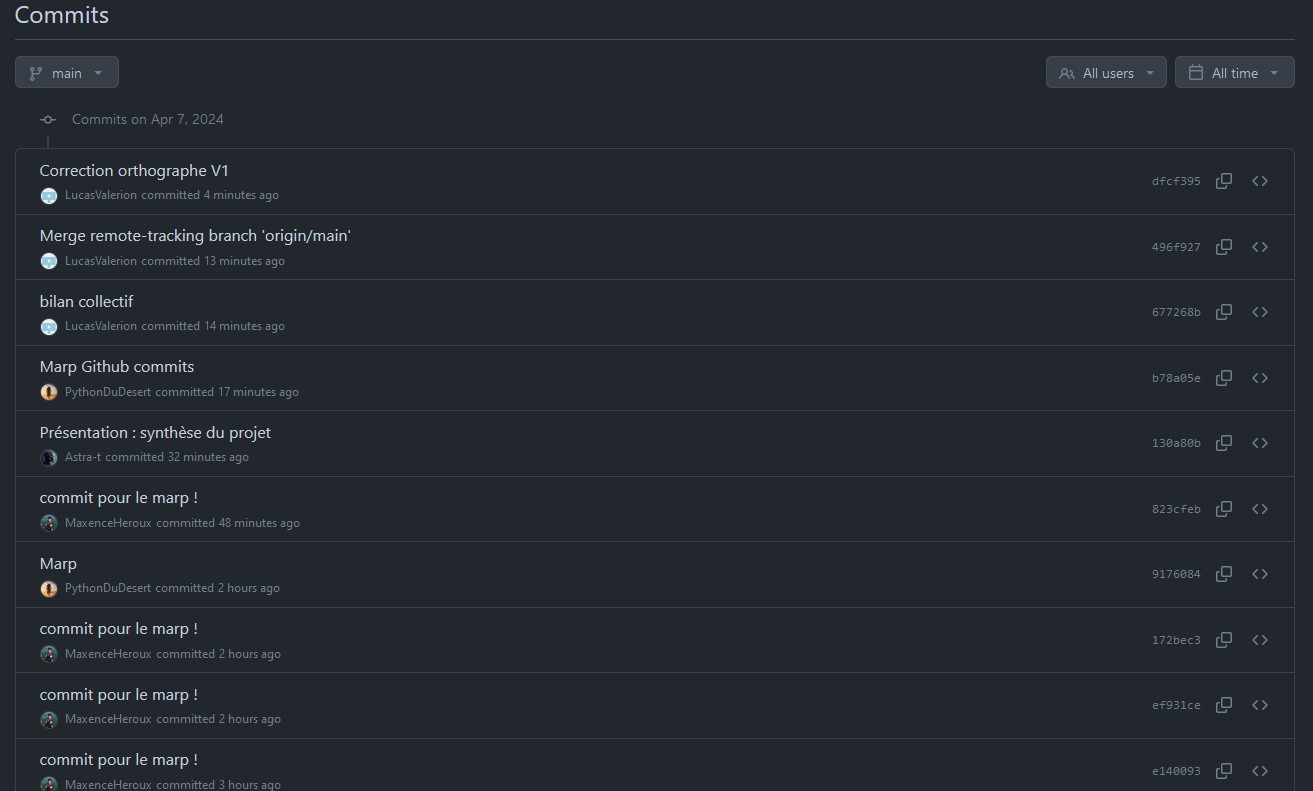 Commits
main
All users
All time
Commits on Apr 7, 2024
Correction orthographe V1
LucasValerion committed 4 minutes ago
dfcf395
Merge remote-tracking branch 'origin/main'
LucasValerion committed 13 minutes ago
496f927
bilan collectif
LucasValerion committed 14 minutes ago
677268b
Marp Github commits
PythonDuDesert committed 17 minutes ago
b78a05e
Présentation : synthèse du projet
Astra-t committed 32 minutes ago
130a80b
commit pour le marp !
MaxenceHeroux committed 48 minutes ago
823cfeb
Marp
PythonDuDesert committed 2 hours ago
9176084
commit pour le marp !
MaxenceHeroux committed 2 hours ago
172bec3
commit pour le marp !
MaxenceHeroux committed 2 hours ago
ef931ce
commit pour le marp !
MaxenceHeroux committed 3 hours ago
e140093